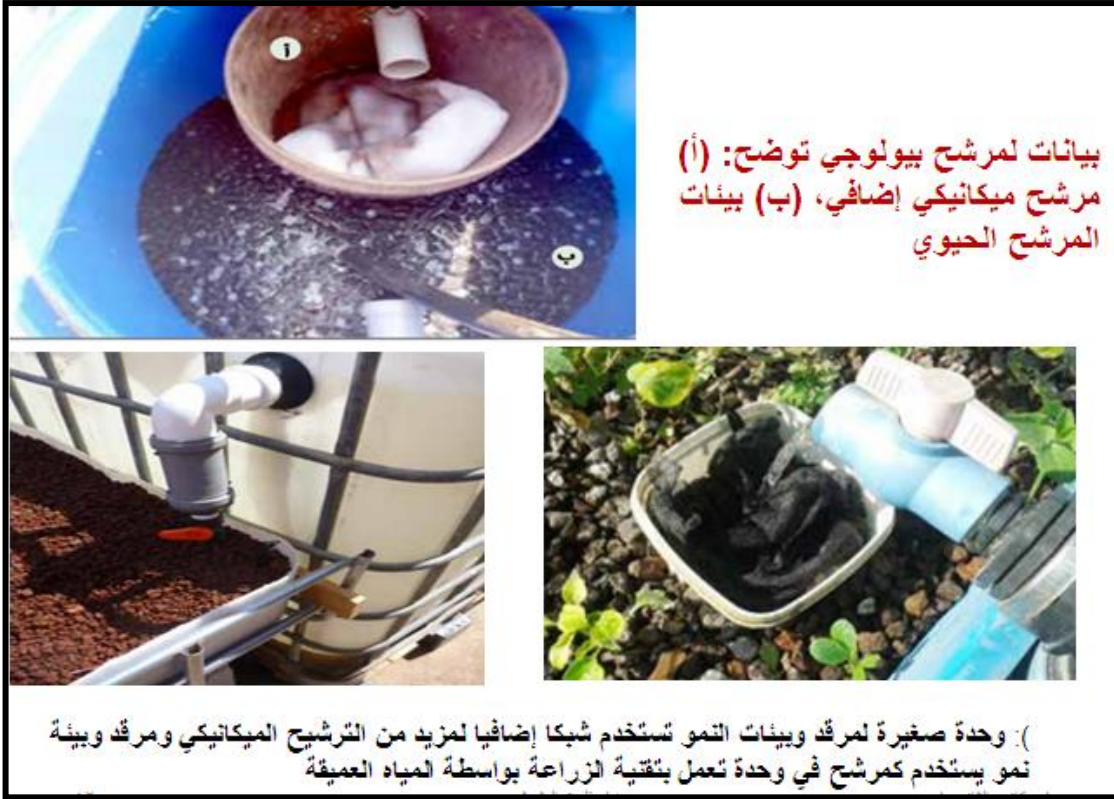 أ
ب
بيانات لمرشح بيولوجي توضح: (أ)
مرشح ميكانيكي إضافي، (ب) بيئات
المرشح الحيوي
): وحدة صغيرة لمرقد وبيئات النمو تستخدم شبكا إضافيا لمزيد من الترشيح الميكانيكي ومرقد وبيئة
نمو يستخدم كمرشح في وحدة تعمل بتقنية الزراعة بواسطة المياه العميقة